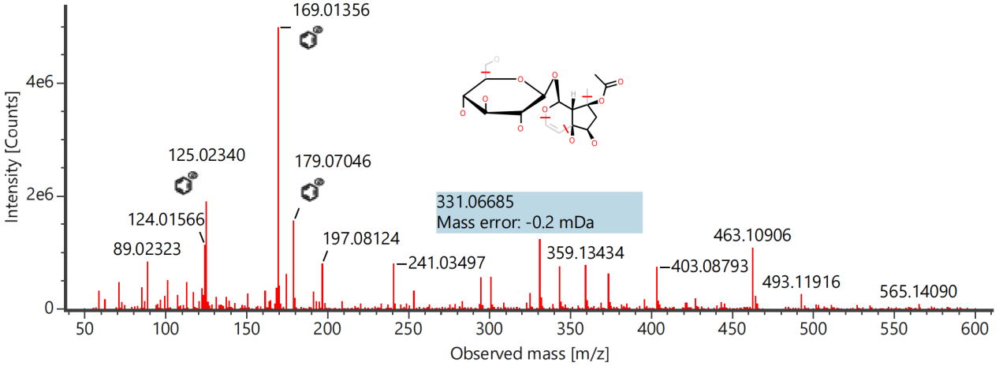 169.01356
4e6
125.02340
179.07046
2e6
331.06685
Mass error: -0.2 mDa
124.01566
197.08124
463.10906
89.02323
241.03497
359.13434
403.08793
493.11916
565.14090
0
50 100 150 200 250 300 350 400 450 500 550 600
Observed mass [m/z]
Intensity [Counts]
O O O O O O O O H O O O O O